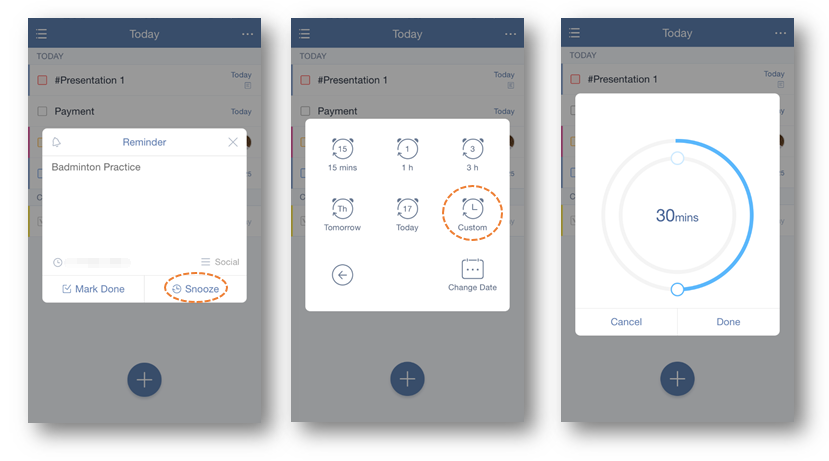 Today
TODAY
#Presentation 1
Today
Payment
Today
Reminder
Badminton Practice
Social
Mark Done
Snooze
Today
TODAY
#Presentation 1
Today
Payment
Today
15
15 mins
1
1 h
3
3 h
Th
Tomorrow
17
Today
Custom
Change Date
Today
TODAY
#Presentation 1
Today
30mins
Cancel
Done